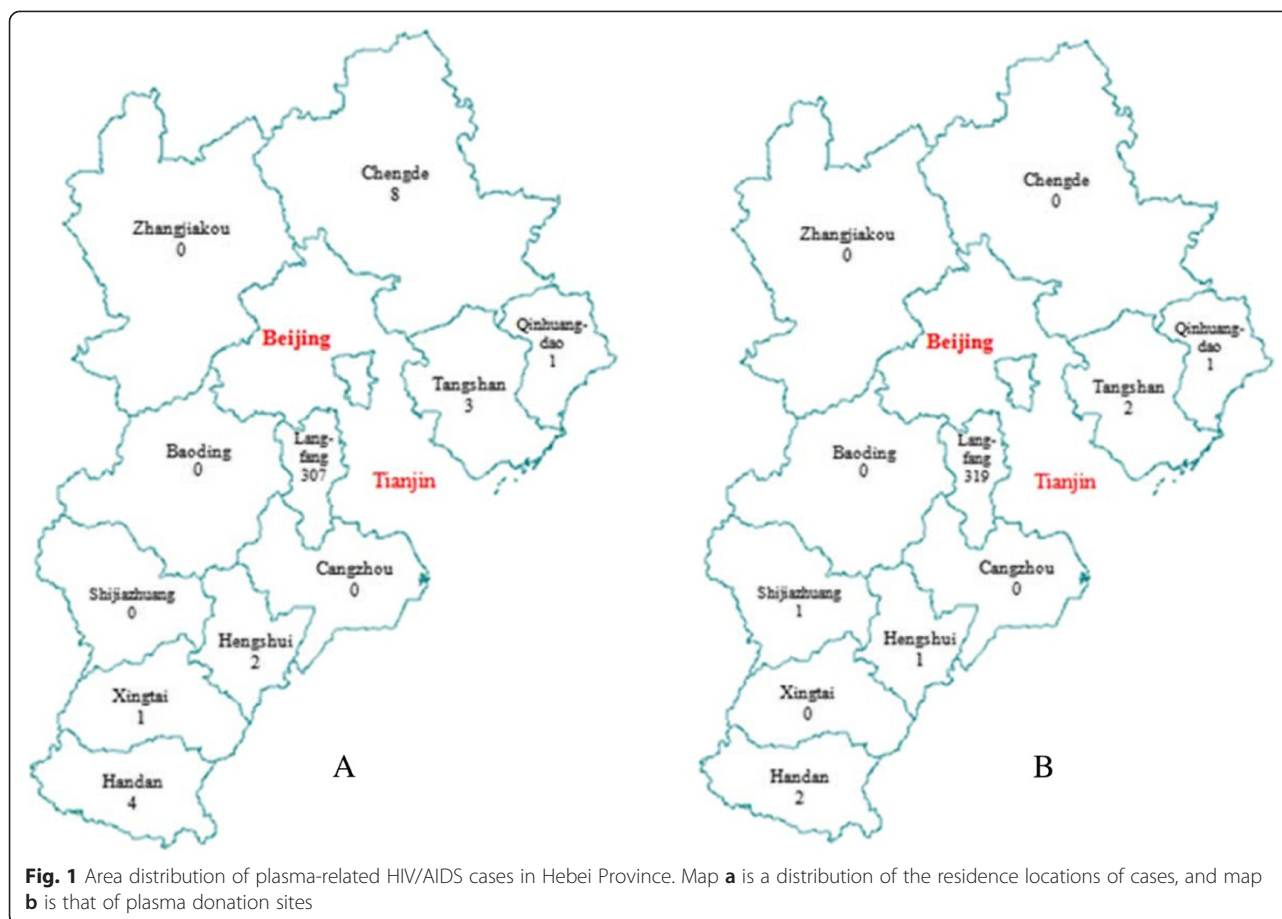 Chengde
8
Zhangjiakou
0
Beijing
Qinhuang-
dao
1
Tangshan
3
Lang-
fang
307
Baoding
0
Tianjin
Cangzhou
0
Shijiazhuang
0
Hengshui
2
Xingtai
1
Handan
4
A
Chengde
0
Zhangjiakou
0
Beijing
Qinhuang-
dao
1
Tangshan
2
Lang-
fang
319
Baoding
0
Tianjin
Cangzhou
0
Shijiazhuang
1
Hengshui
1
Xingtai
0
Handan
2
B
Fig. 1 Area distribution of plasma-related HIV/AIDS cases in Hebei Province. Map a is a distribution of the residence locations of cases, and map
b is that of plasma donation sites